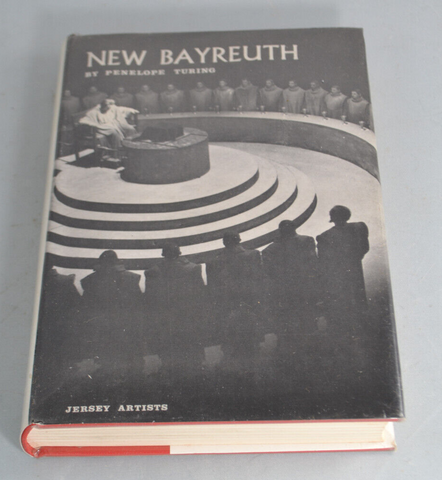 NEW BAYREUTH
BY PENELOPE TURING
JERSEY ARTISTS